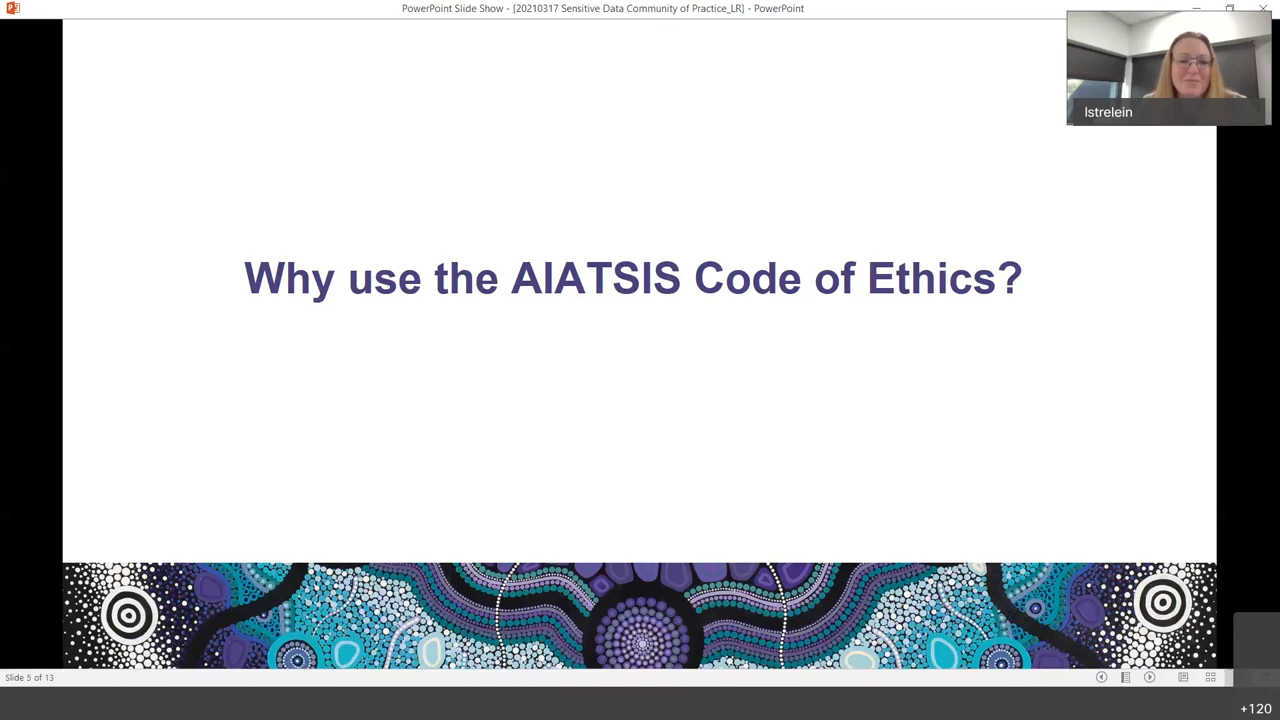 PowerPoint Slide Show - [20210317 Sensitive Data Community of Practice_LR] - PowerPoint
lstrelein
Why use the AIATSIS Code of Ethics?
Slide 5 of 13
+120